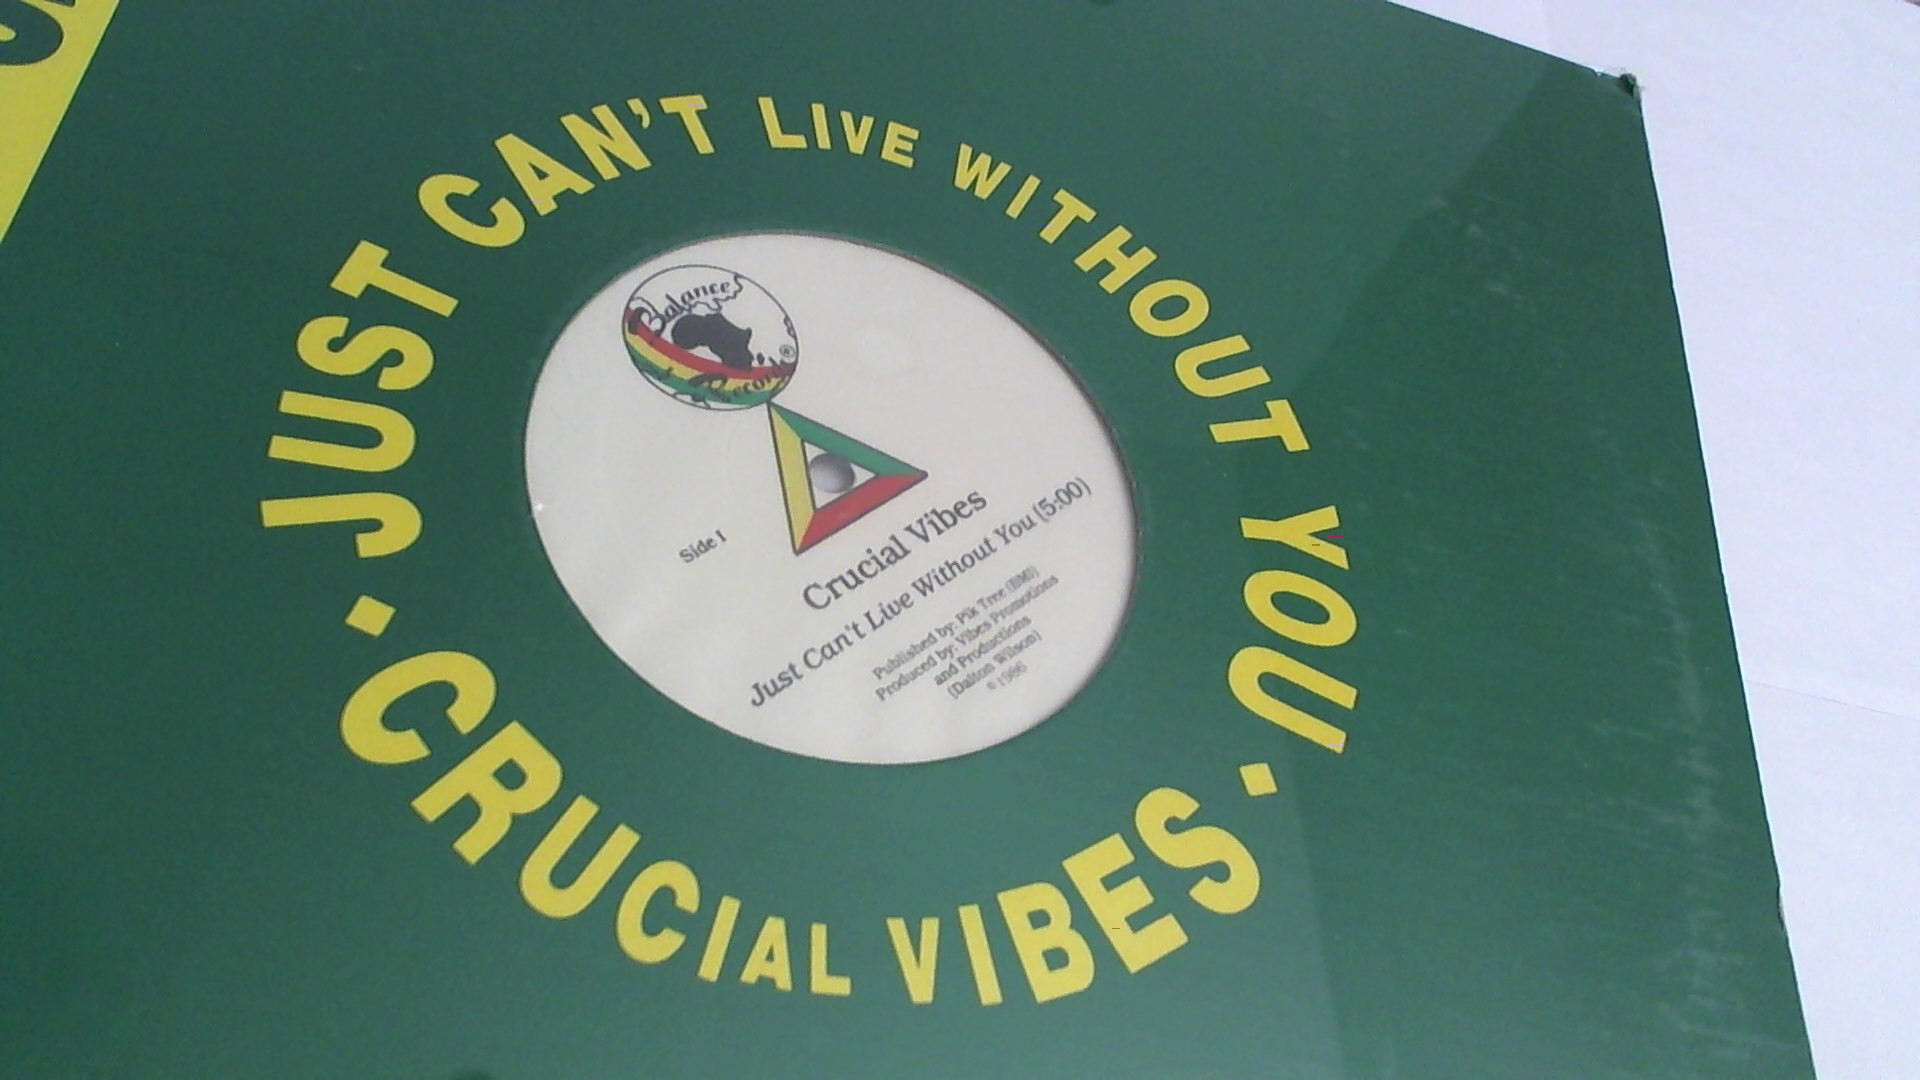 JUST CAN'T LIVE WITHOUT YOU
· CRUCIAL VIBES ·
Balance
Records
®
Side 1
Crucial Vibes
Just Can't Live Without You (5:00)
Published by: Pik Tree (BMI)
Produced by: Vibes Promotions
and Productions
(Dalton Wilson)
©1986